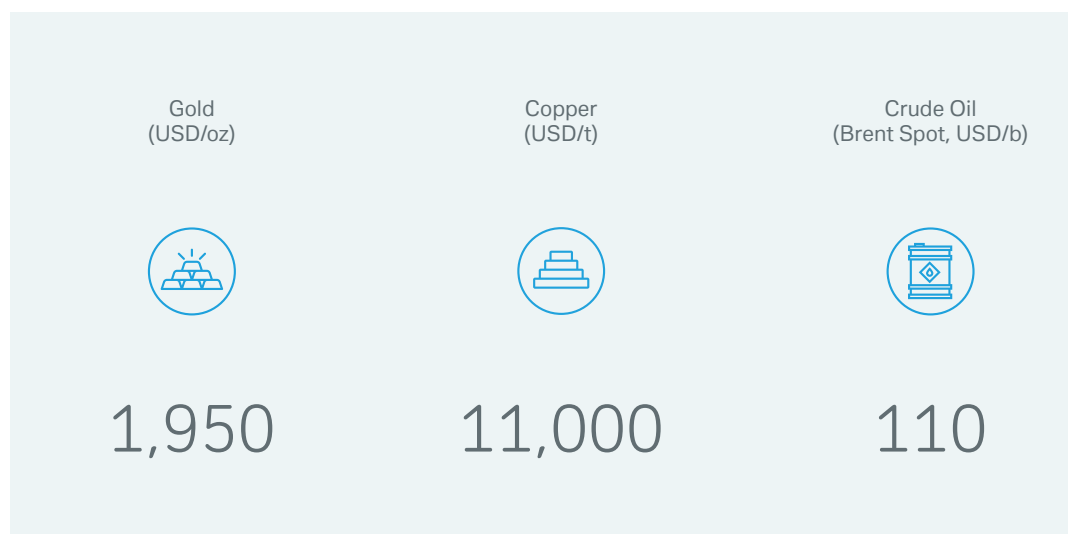 Gold
(USD/oz)
Copper
(USD/t)
Crude Oil
(Brent Spot, USD/b)
1,950
11,000
110